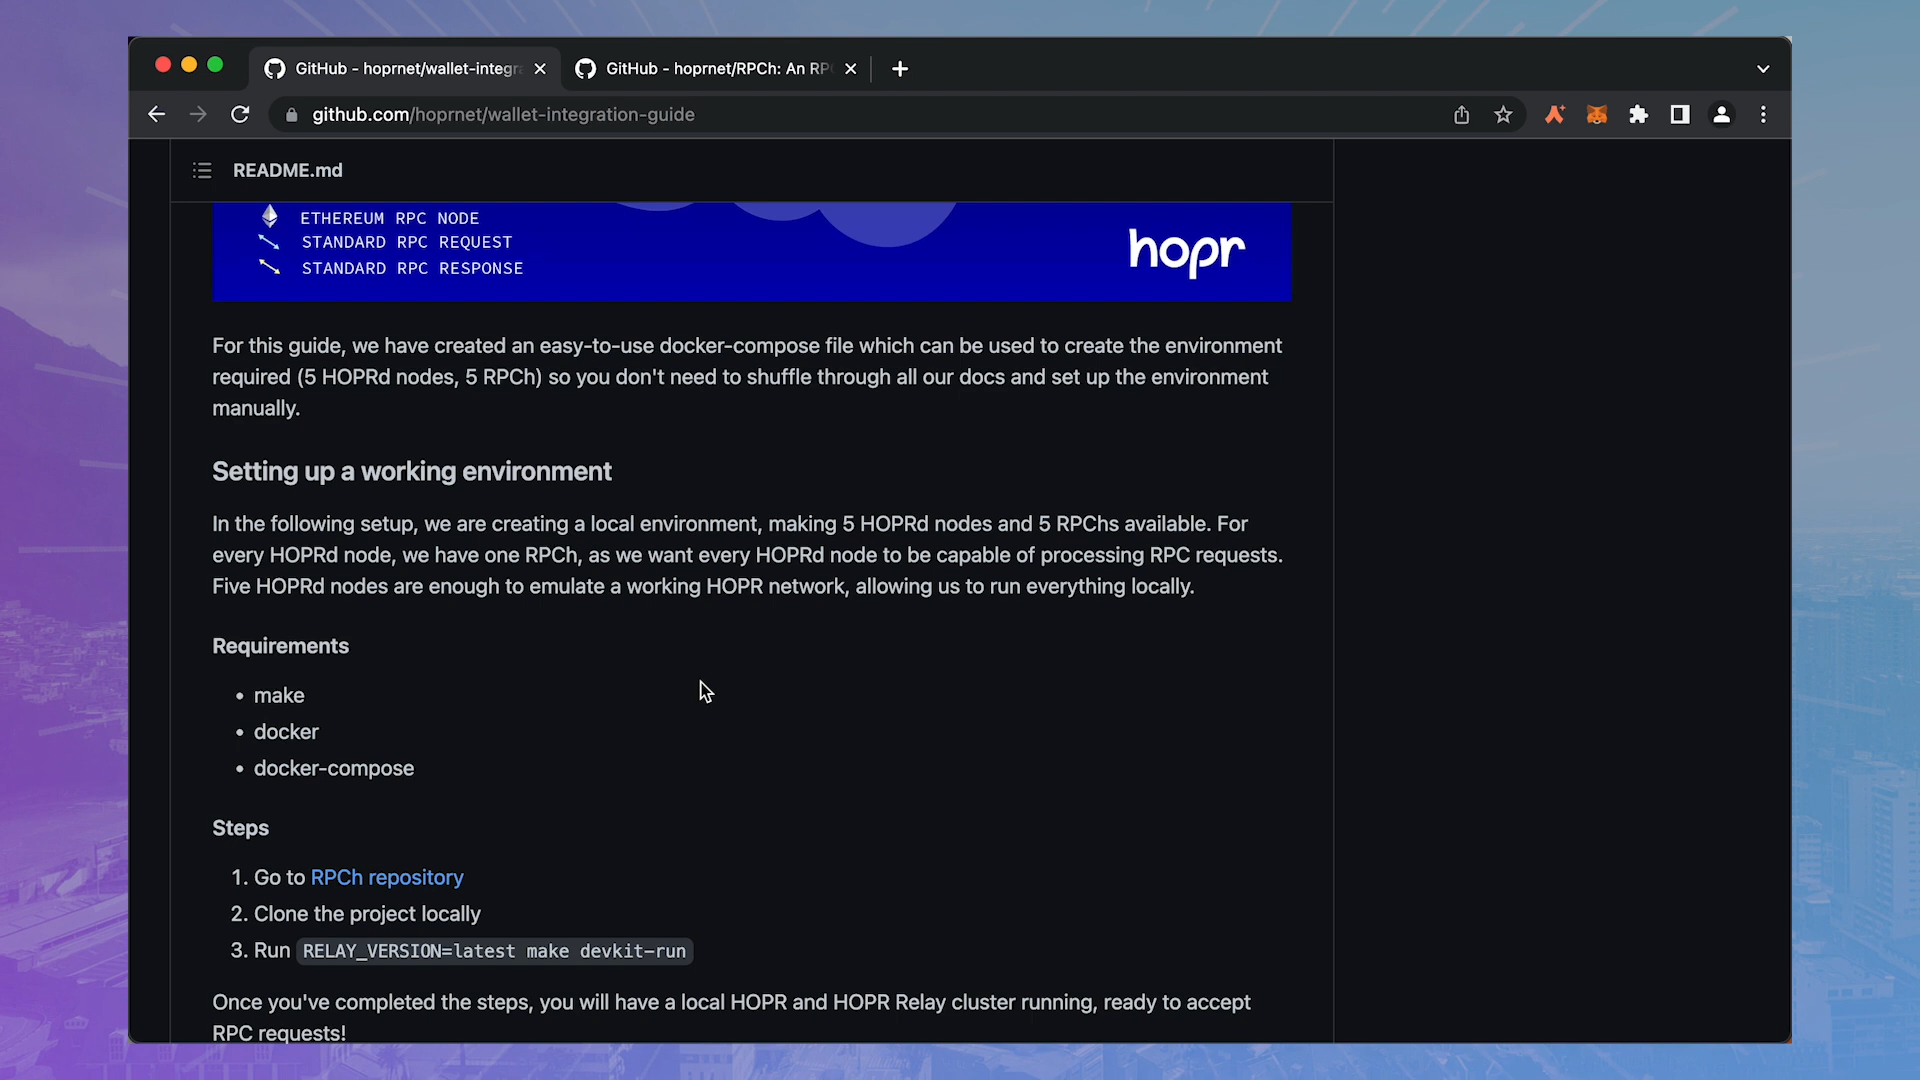 GitHub - hoprnet/wallet-integr
GitHub - hoprnet/RPCh: An RP
github.com/hoprnet/wallet-integration-guide
README.md
ETHEREUM RPC NODE
STANDARD RPC REQUEST
STANDARD RPC RESPONSE
hopr
For this guide, we have created an easy-to-use docker-compose file which can be used to create the environment
required (5 HOPRd nodes, 5 RPCh) so you don't need to shuffle through all our docs and set up the environment
manually.
Setting up a working environment
In the following setup, we are creating a local environment, making 5 HOPRd nodes and 5 RPChs available. For
every HOPRd node, we have one RPCh, as we want every HOPRd node to be capable of processing RPC requests.
Five HOPRd nodes are enough to emulate a working HOPR network, allowing us to run everything locally.
Requirements
• make
• docker
• docker-compose
Steps
1. Go to RPCh repository
2. Clone the project locally
3. Run RELAY_VERSION=latest make devkit-run
Once you've completed the steps, you will have a local HOPR and HOPR Relay cluster running, ready to accept
RPC requests!